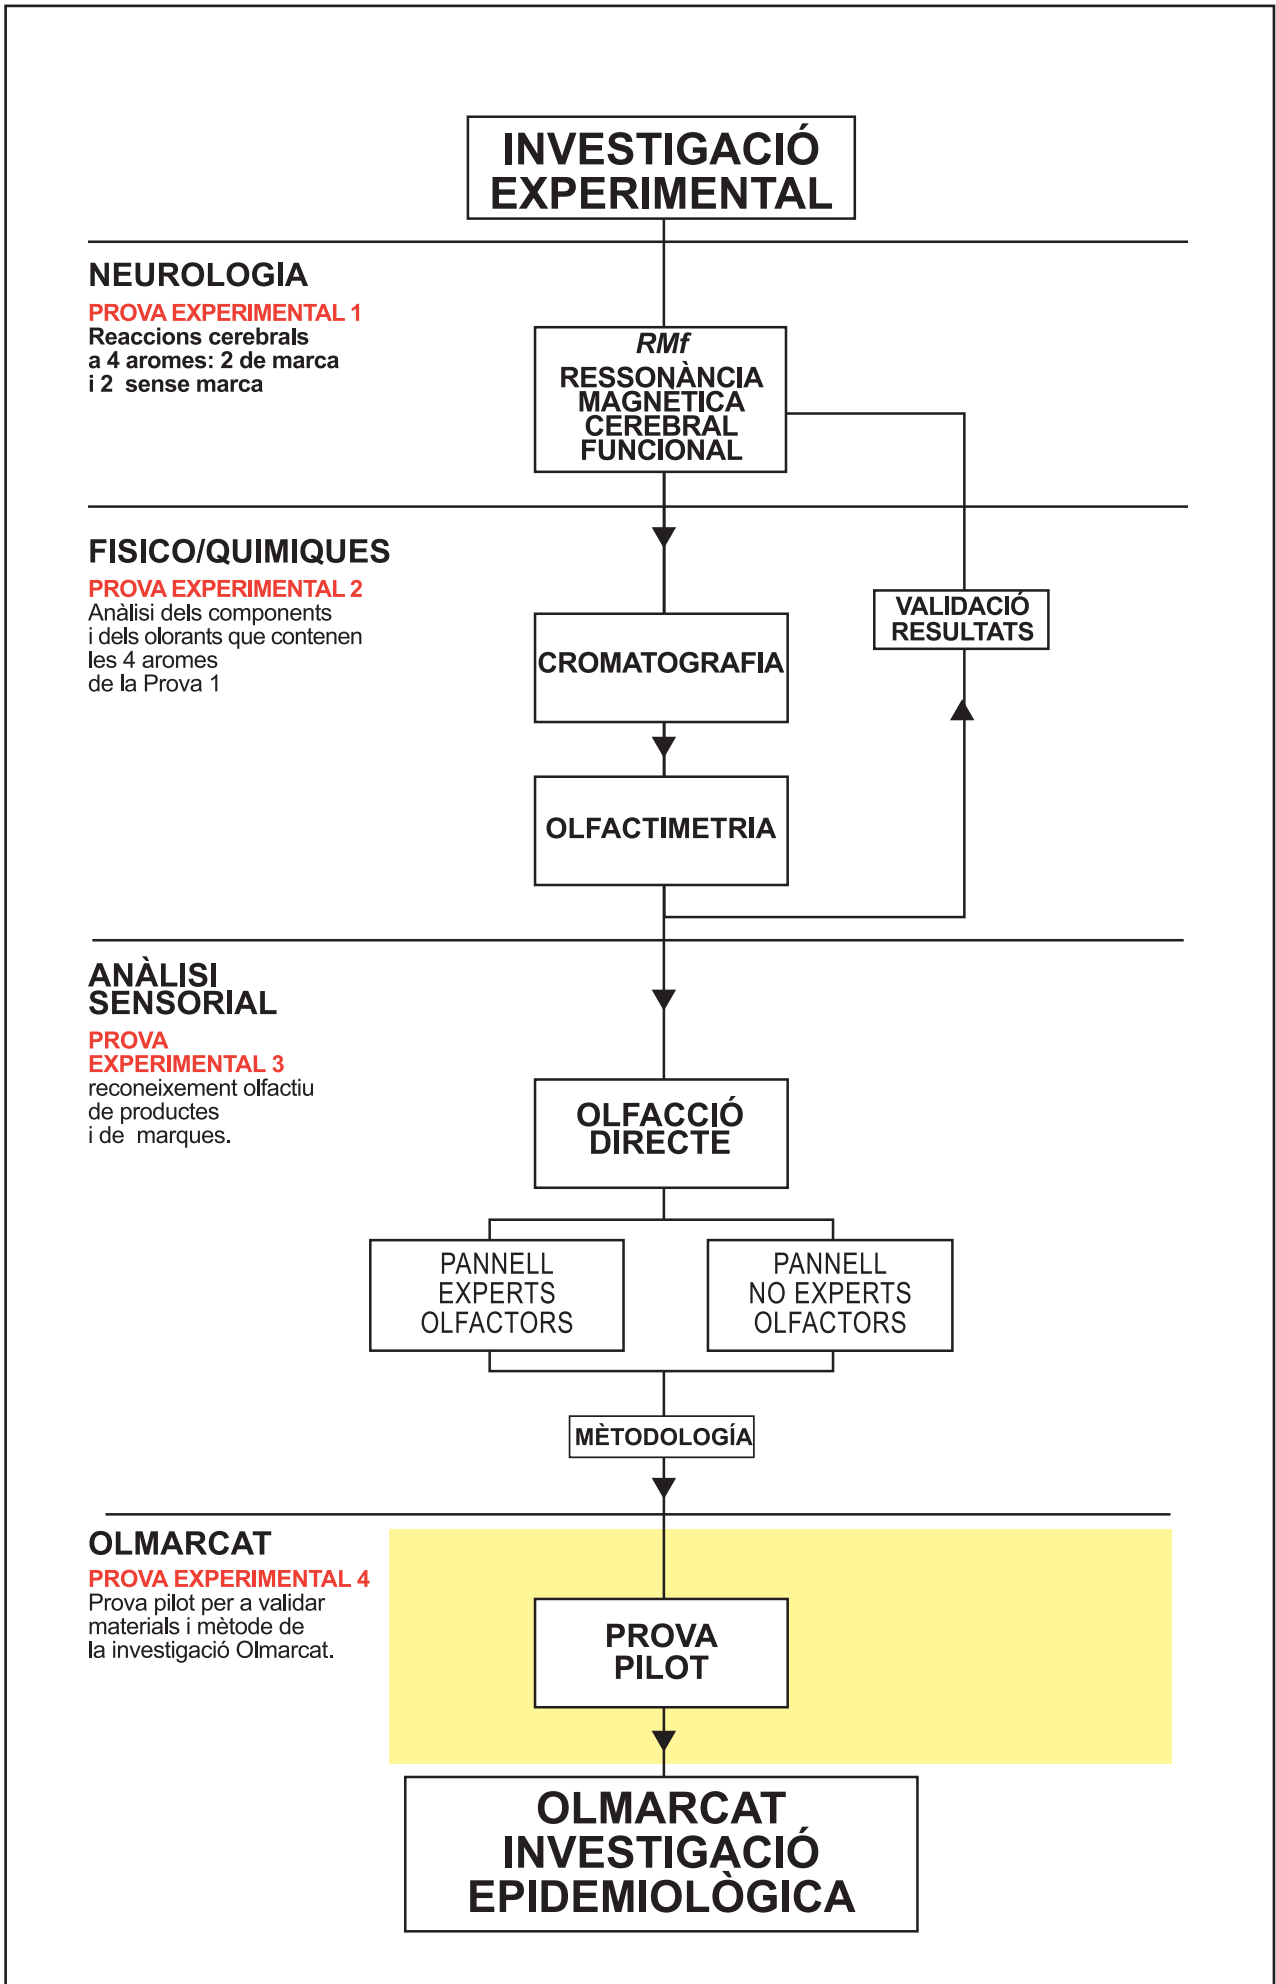 INVESTIGACIÓ
EXPERIMENTAL
NEUROLOGIA
PROVA EXPERIMENTAL 1
Reaccions cerebrals
a 4 aromes: 2 de marca
i 2 sense marca
RMf
RESSONÀNCIA
MAGNETICA
CEREBRAL
FUNCIONAL
FISICO/QUIMIQUES
PROVA EXPERIMENTAL 2
Anàlisi dels components
i dels olorants que contenen
les 4 aromes
de la Prova 1
VALIDACIÓ
RESULTATS
CROMATOGRAFIA
OLFACTIMETRIA
ANÀLISI
SENSORIAL
PROVA
EXPERIMENTAL 3
reconeixement olfactiu
de productes
i de marques.
OLFACCIÓ
DIRECTE
PANNELL
EXPERTS
OLFACTORS
PANNELL
NO EXPERTS
OLFACTORS
MÈTODOLOGÍA
OLMARCAT
PROVA EXPERIMENTAL 4
Prova pilot per a validar
materials i mètode de
la investigació Olmarcat.
PROVA
PILOT
OLMARCAT
INVESTIGACIÓ
EPIDEMIOLÒGICA